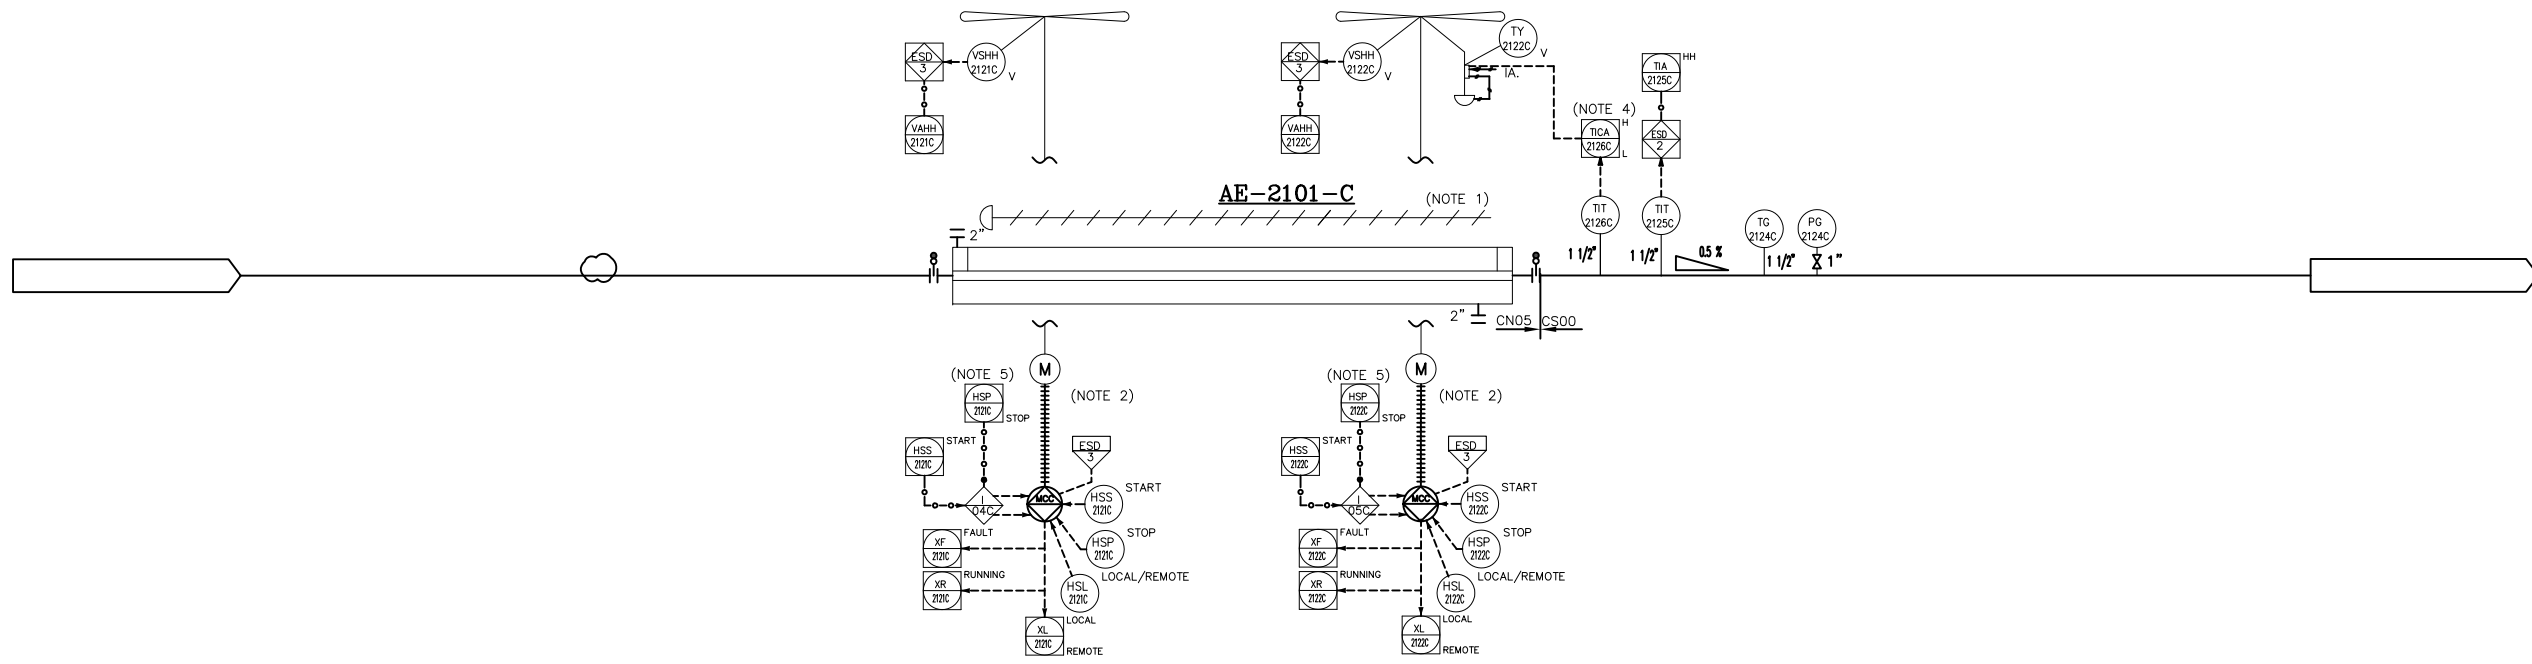 ESD
3
VSHH
2121C
V
VAHH
2121C
ESD
3
VSHH
2122C
V
VAHH
2122C
TY
2122C
V
IA.
TIA
2125C
HH
(NOTE 4)
TICA
2126C
H
L
ESD
2
AE-2101-C
(NOTE 1)
TIT
2126C
TIT
2125C
TG
2124C
PG
2124C
2"
1 1/2"
1 1/2"
0.5 %
1 1/2"
1"
2"
CN05
CS00
(NOTE 5)
M
HSP
2121C
STOP
(NOTE 2)
HSS
2121C
START
ESD
3
I
04C
MCC
HSS
2121C
START
XF
2121C
FAULT
HSP
2121C
STOP
XR
2121C
RUNNING
HSL
2121C
LOCAL/REMOTE
XL
2121C
LOCAL
REMOTE
(NOTE 5)
M
HSP
2122C
STOP
(NOTE 2)
HSS
2122C
START
ESD
3
I
05C
MCC
HSS
2122C
START
XF
2122C
FAULT
HSP
2122C
STOP
XR
2122C
RUNNING
HSL
2122C
LOCAL/REMOTE
XL
2122C
LOCAL
REMOTE